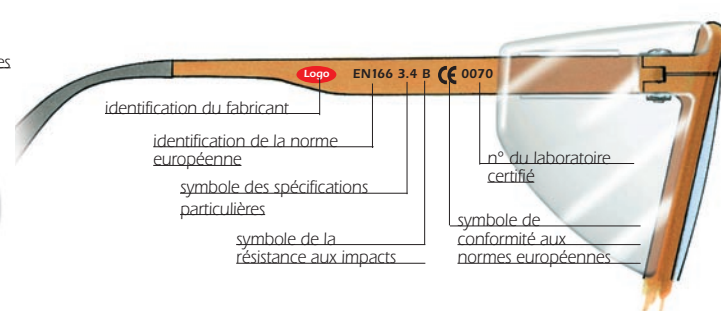 es
Logo EN166 3.4 B CE 0070
identification du fabricant
identification de la norme
européenne
n° du laboratoire
certifié
symbole des spécifications
particulières
symbole de
conformité aux
normes européennes
symbole de la
résistance aux impacts